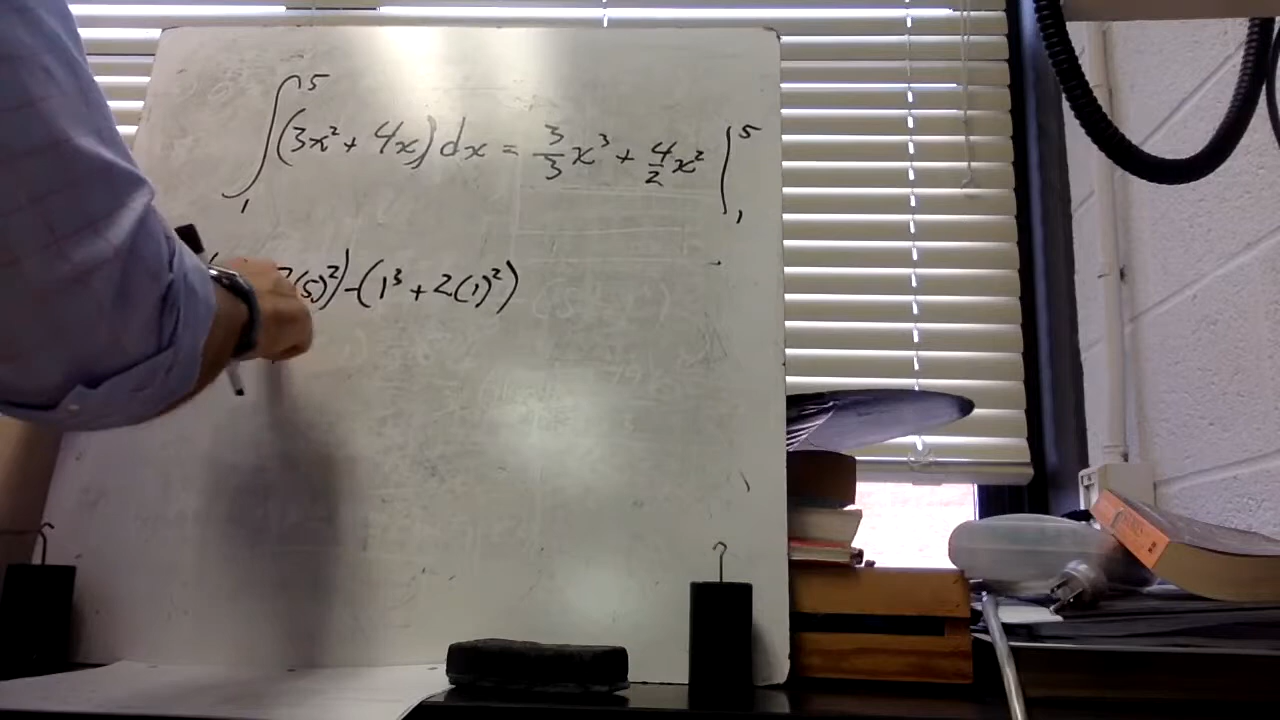 ∫₁⁵ (3x² + 4x) dx = 3/3 x³ + 4/2 x² |₁⁵
(5)²) - (1³ + 2(1)²)